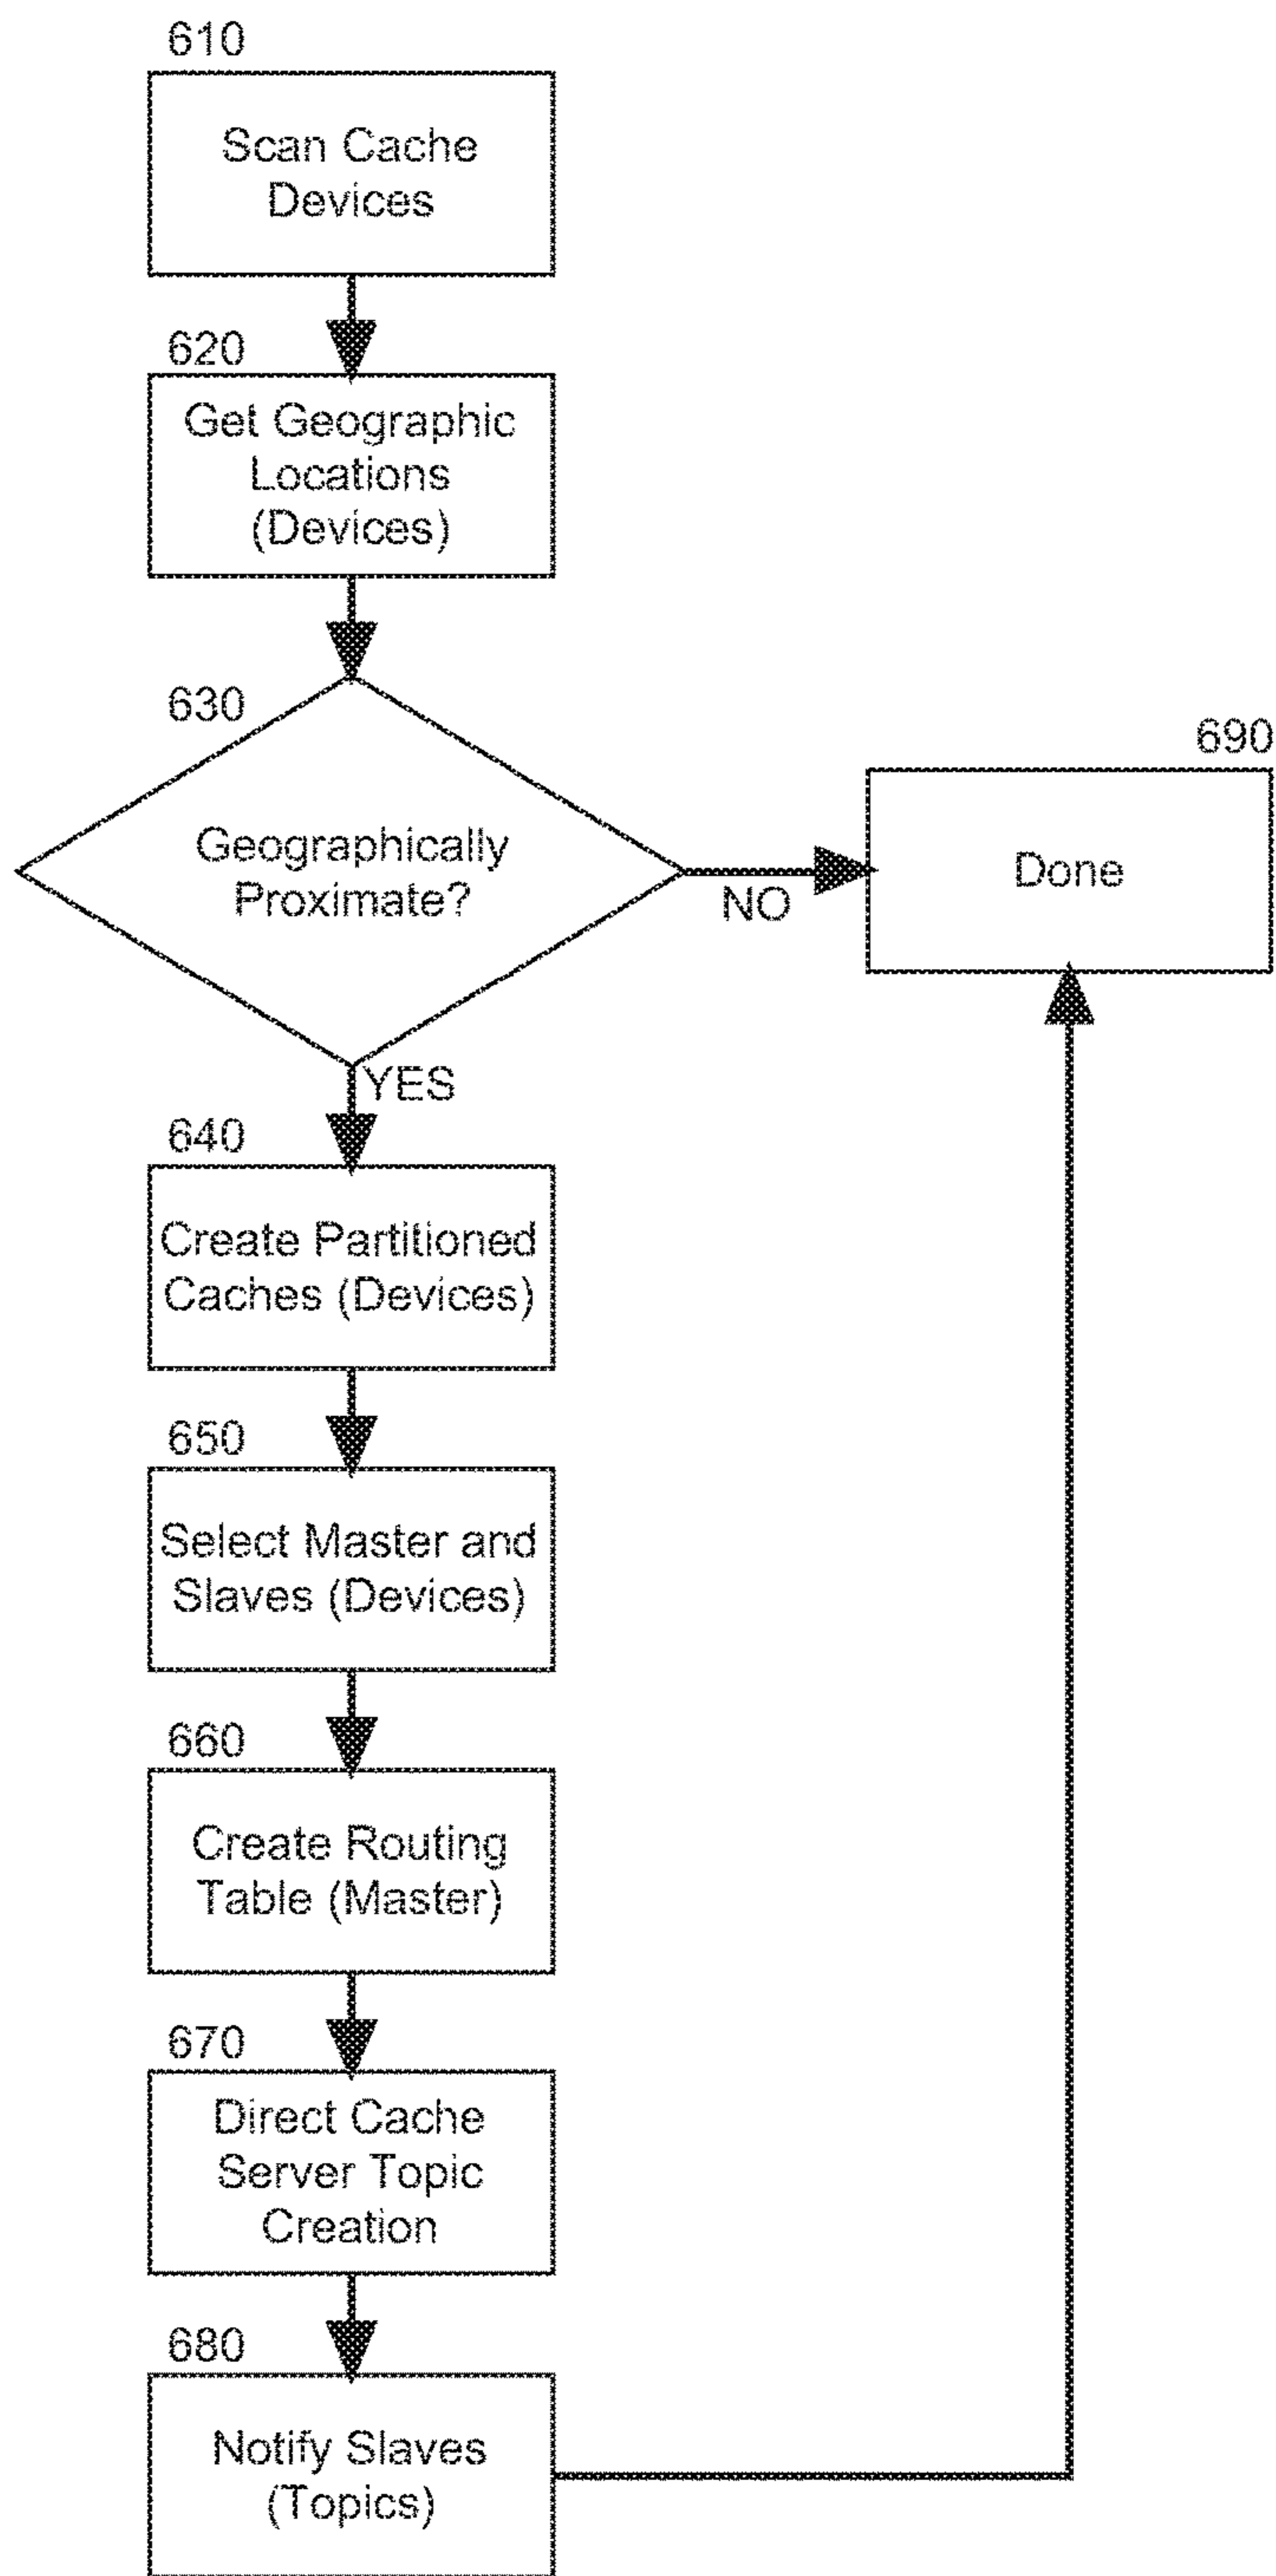 610
Scan Cache
Devices
620
Get Geographic
Locations
(Devices)
630
Geographically
Proximate?
NO
690
Done
YES
640
Create Partitioned
Caches (Devices)
650
Select Master and
Slaves (Devices)
660
Create Routing
Table (Master)
670
Direct Cache
Server Topic
Creation
680
Notify Slaves
(Topics)